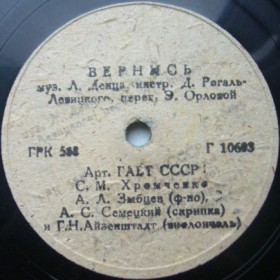 ВЕРНИСЬ
муз. Л. Денца, инстр. Д. Рогаль-
Левицкого, перев. Э. Орловой
ГРК 588 Г 10603
Арт. ГАБТ СССР
С. М. Хромченко
А. Л. Зыбцев (ф-но),
А. С. Семецкий (скрипка)
и Г.Н.Айзенштадт (виолончель)